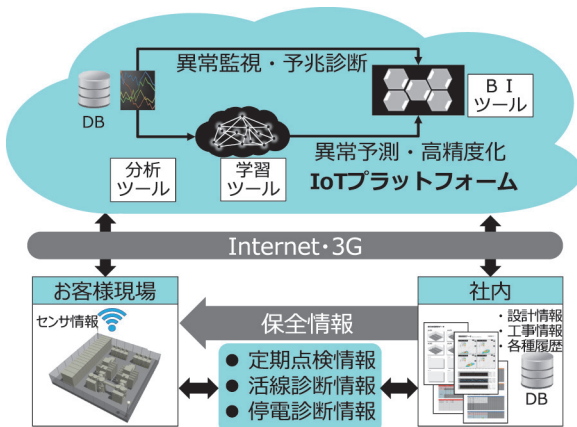 異常監視・予兆診断
DB
BI
ツール
分析
ツール
学習
ツール
異常予測・高精度化
IoTプラットフォーム
Internet・3G
お客様現場
センサ情報
保全情報
● 定期点検情報
● 活線診断情報
● 停電診断情報
社内
・設計情報
・工事情報
・各種履歴
DB